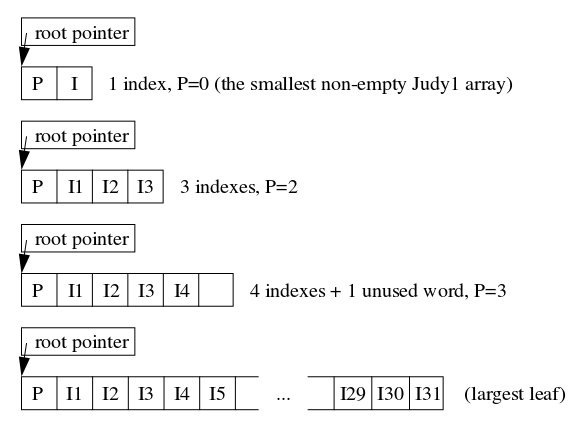 root pointer
P I 1 index, P=0 (the smallest non-empty Judy1 array)
root pointer
P I1 I2 I3 3 indexes, P=2
root pointer
P I1 I2 I3 I4 4 indexes + 1 unused word, P=3
root pointer
P I1 I2 I3 I4 I5 ... I29 I30 I31 (largest leaf)